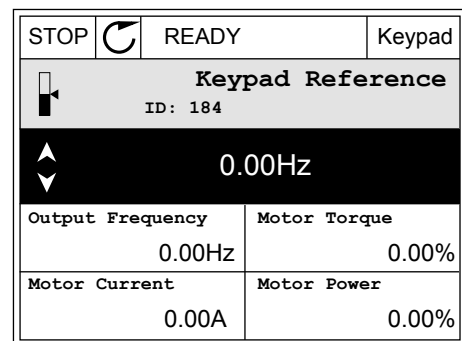 STOP READY Keypad
Keypad Reference
ID: 184
0.00Hz
Output Frequency Motor Torque
0.00Hz 0.00%
Motor Current Motor Power
0.00A 0.00%